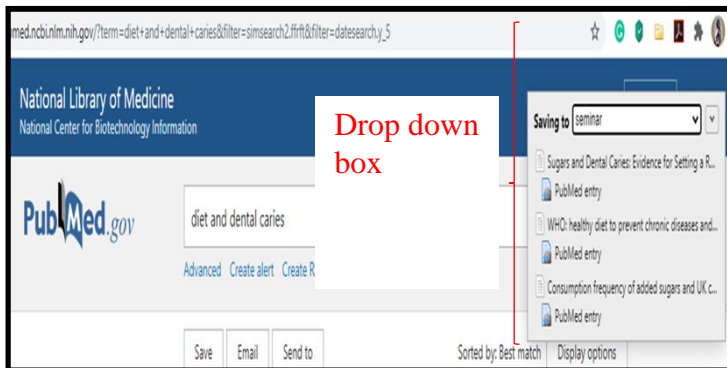 med.ncbi.nlm.nih.gov/?term=diet+and+dental+caries&filter=simsearch2.ffrft&filter=datesearch.y_5
National Library of Medicine
National Center for Biotechnology Information
Drop down
box
Saving to seminar
Sugars and Dental Caries: Evidence for Setting a R...
PubMed entry
WHO: healthy diet to prevent chronic diseases and...
PubMed entry
Consumption frequency of added sugars and UK c...
PubMed entry
PubMed.gov
diet and dental caries
Advanced Create alert Create R
Save Email Send to Sorted by: Best match Display options